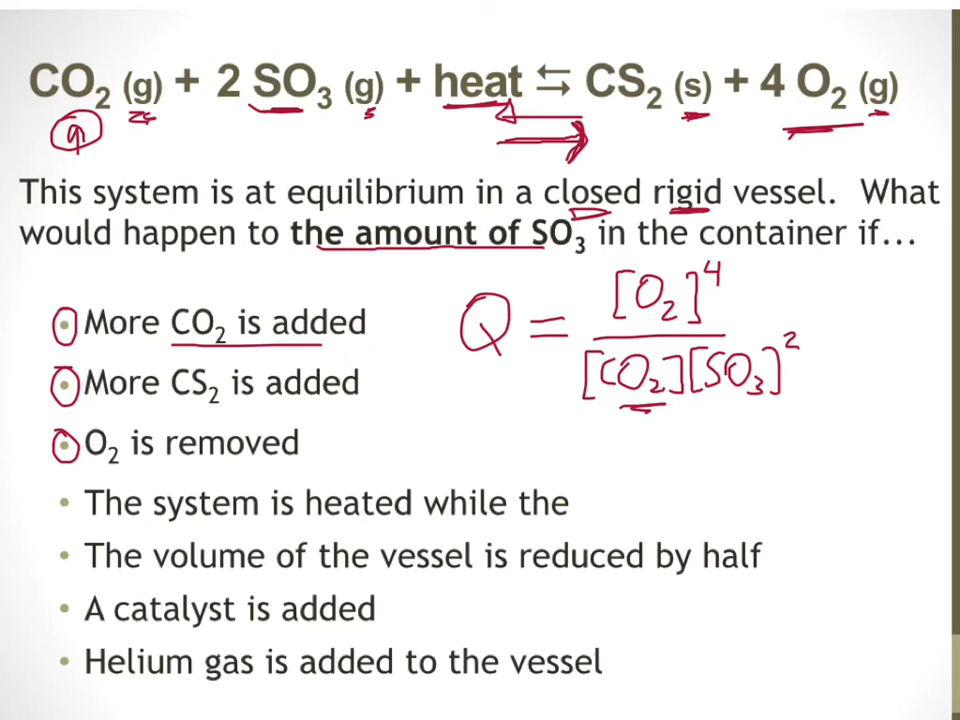 CO₂ (g) + 2 SO₃ (g) + heat ⇆ CS₂ (s) + 4 O₂ (g)
This system is at equilibrium in a closed rigid vessel. What
would happen to the amount of SO₃ in the container if...
• More CO₂ is added
• More CS₂ is added
• O₂ is removed
Q = [O₂]⁴ / [CO₂][SO₃]²
• The system is heated while the
• The volume of the vessel is reduced by half
• A catalyst is added
• Helium gas is added to the vessel